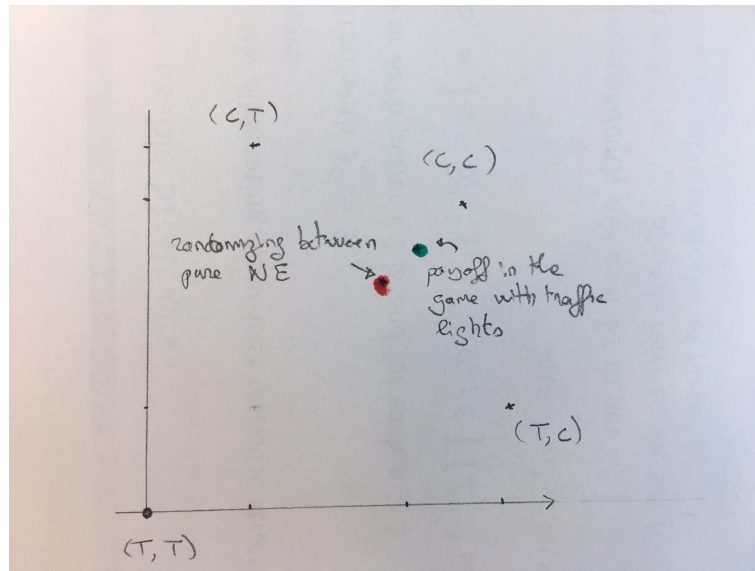 (C,T)
(C,C)
randomizing between
pure NE
payoff in the
game with traffic
lights
(T,C)
(T,T)